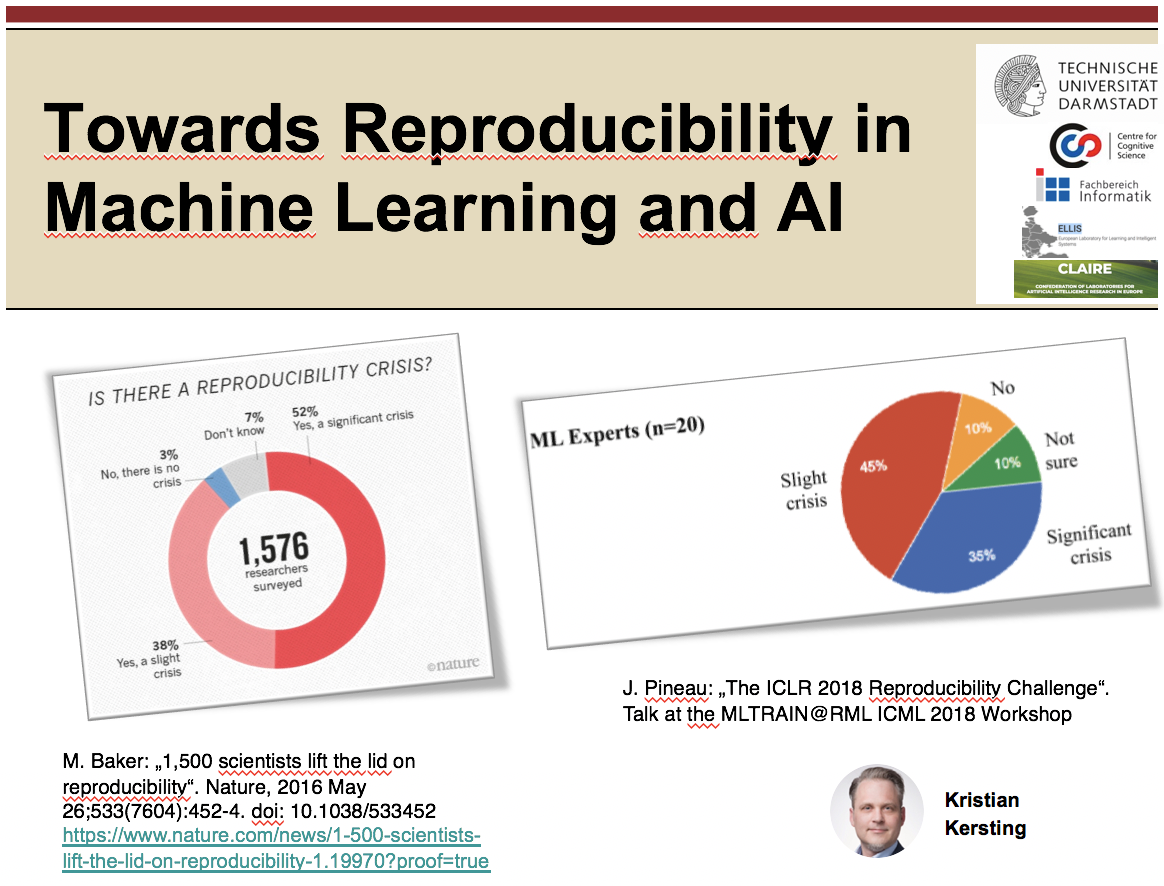 Towards Reproducibility in
Machine Learning and AI
TECHNISCHE
UNIVERSITÄT
DARMSTADT
Centre for
Cognitive
Science
Fachbereich
Informatik
ELLIS
European Laboratory for Learning and Intelligent
Systems
CLAIRE
CONFEDERATION OF LABORATORIES FOR
ARTIFICIAL INTELLIGENCE RESEARCH IN EUROPE
IS THERE A REPRODUCIBILITY CRISIS?
7%
Don't know
52%
Yes, a significant crisis
3%
No, there is no
crisis
1,576
researchers
surveyed
38%
Yes, a slight
crisis
©nature
ML Experts (n=20)
No
10%
Not
sure
10%
Slight
crisis
45%
Significant
crisis
35%
J. Pineau: „The ICLR 2018 Reproducibility Challenge“.
Talk at the MLTRAIN@RML ICML 2018 Workshop
M. Baker: „1,500 scientists lift the lid on
reproducibility“. Nature, 2016 May
26;533(7604):452-4. doi: 10.1038/533452
https://www.nature.com/news/1-500-scientists-
lift-the-lid-on-reproducibility-1.19970?proof=true
Kristian
Kersting